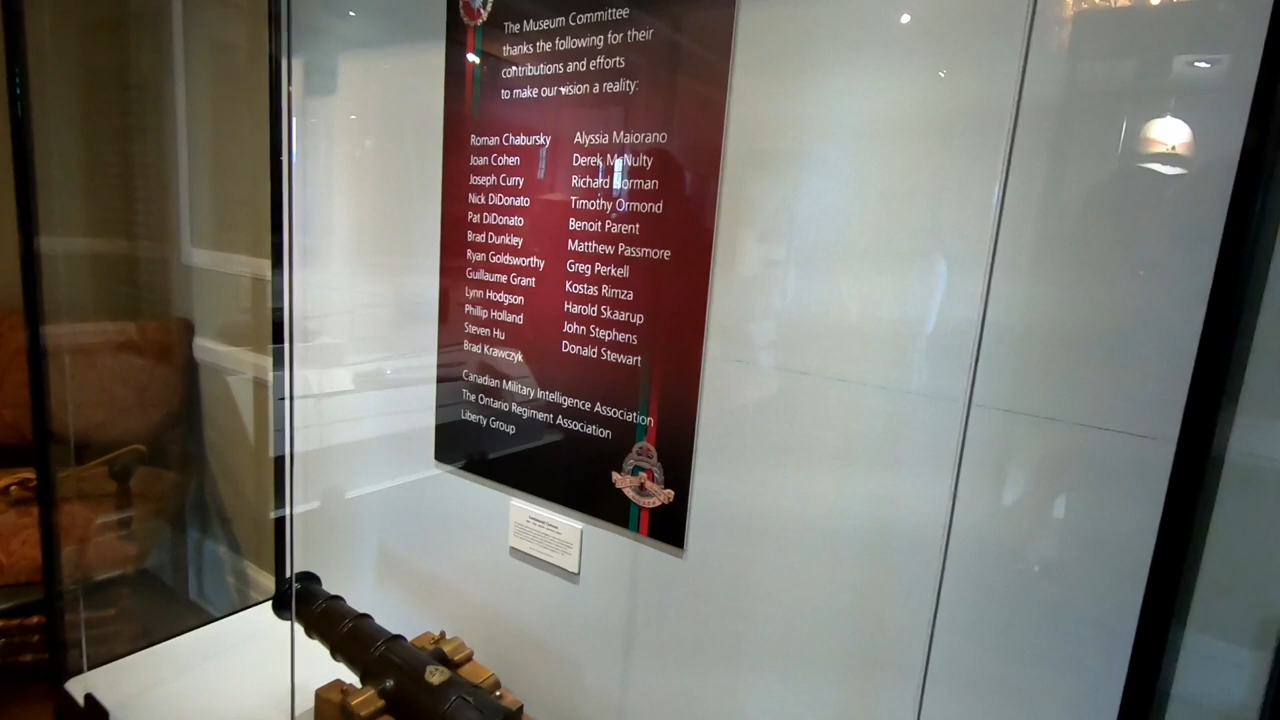 The Museum Committee
thanks the following for their
contributions and efforts
to make our vision a reality:
Roman Chabursky
Joan Cohen
Joseph Curry
Nick DiDonato
Pat DiDonato
Brad Dunkley
Ryan Goldsworthy
Guillaume Grant
Lynn Hodgson
Phillip Holland
Steven Hu
Brad Krawczyk
Alyssia Maiorano
Derek McNulty
Richard Norman
Timothy Ormond
Benoit Parent
Matthew Passmore
Greg Perkell
Kostas Rimza
Harold Skaarup
John Stephens
Donald Stewart
Canadian Military Intelligence Association
The Ontario Regiment Association
Liberty Group